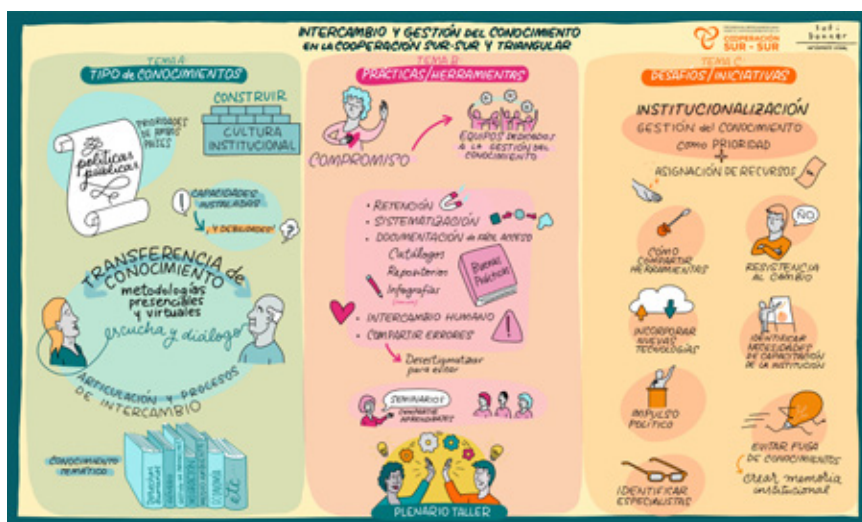 INTERCAMBIO Y GESTIÓN DEL CONOCIMIENTO
EN LA COOPERACIÓN SUR-SUR Y TRIANGULAR
COOPERACIÓN
SUR - SUR
TEMA A
TIPO de CONOCIMIENTOS
PRIORIDADES
DE AMBOS
PAÍSES
políticas
públicas
CONSTRUIR
CULTURA
INSTITUCIONAL
CAPACIDADES
INSTALADAS
¡Y DEBILIDADES!
TRANSFERENCIA de
CONOCIMIENTO
metodologías
presenciales
y virtuales
escucha y diálogo
ARTICULACIÓN Y PROCESOS
DE INTERCAMBIO
CONOCIMIENTO
TEMÁTICO
ECONOMÍA
etc
TEMA B
PRÁCTICAS/HERRAMIENTAS
COMPROMISO
EQUIPOS DEDICADOS
A LA GESTIÓN DEL
CONOCIMIENTO
• RETENCIÓN
• SISTEMATIZACIÓN
• DOCUMENTACIÓN de FÁCIL ACCESO
Catálogos
Repositorios
Infografías
Buenas
Prácticas
• INTERCAMBIO HUMANO
• COMPARTIR ERRORES
Desestigmatizar
para evitar
SEMINARIOS
COMPARTIR
APRENDIZAJES
PLENARIO TALLER
TEMA C
DESAFÍOS/INICIATIVAS
INSTITUCIONALIZACIÓN
GESTIÓN del CONOCIMIENTO
como PRIORIDAD
+
ASIGNACIÓN DE RECURSOS
CÓMO
COMPARTIR
HERRAMIENTAS
ÑO
RESISTENCIA
AL CAMBIO
INCORPORAR
NUEVAS
TECNOLOGÍAS
IDENTIFICAR
NECESIDADES
DE CAPACITACIÓN
DE LA INSTITUCIÓN
IMPULSO
POLÍTICO
EVITAR FUGA
DE CONOCIMIENTOS
crear memoria
institucional
IDENTIFICAR
ESPECIALISTAS